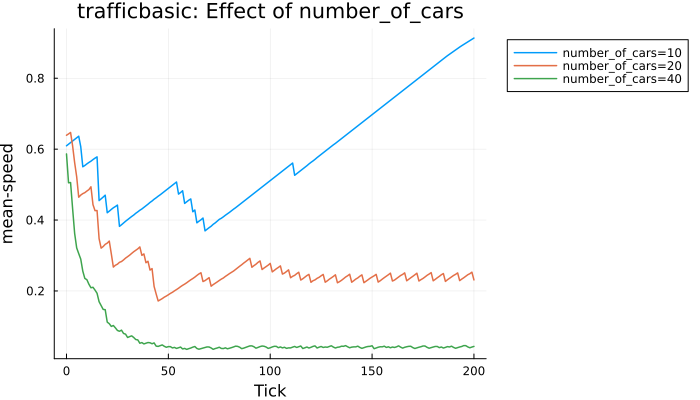 trafficbasic: Effect of number_of_cars
number_of_cars=10
number_of_cars=20
number_of_cars=40
mean-speed
0.8
0.6
0.4
0.2
0 50 100 150 200
Tick